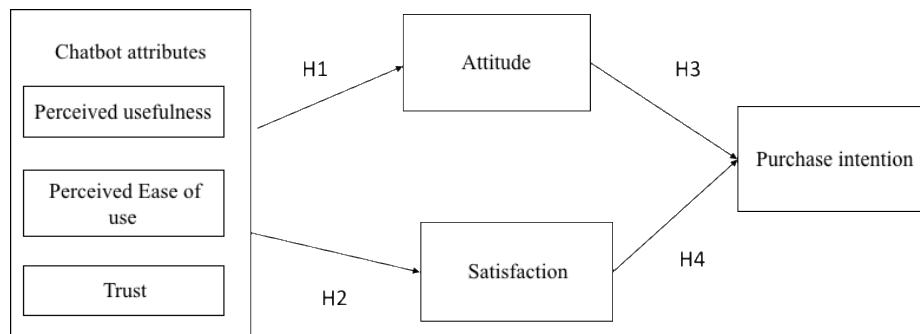 Chatbot attributes
Perceived usefulness
Perceived Ease of
use
Trust
H1
H2
Attitude
Satisfaction
H3
H4
Purchase intention